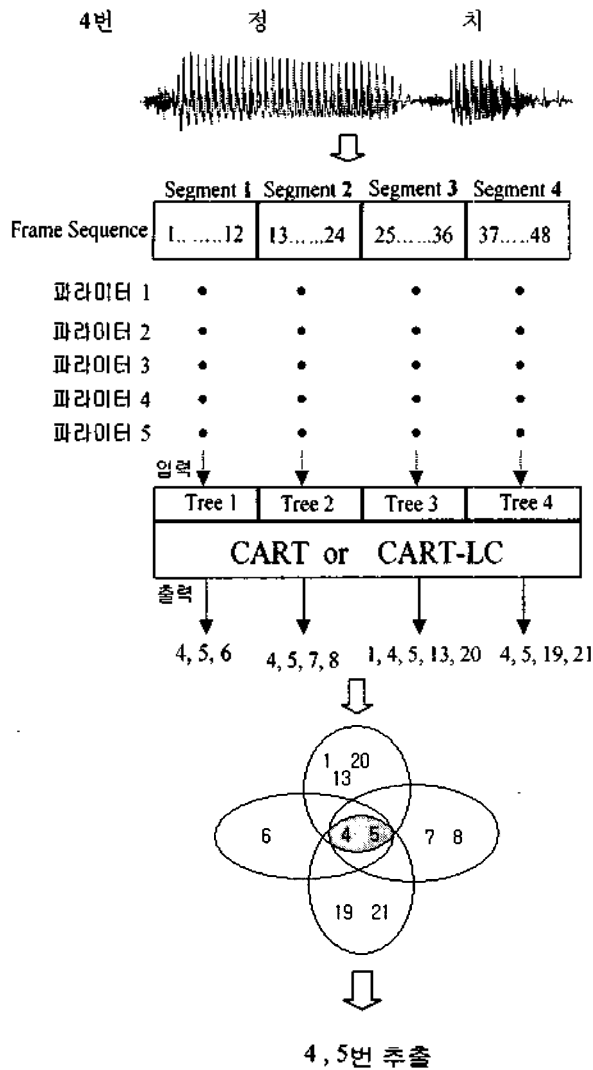 4번 정 치
Segment 1 Segment 2 Segment 3 Segment 4
Frame Sequence 1.. .....12 13......24 25......36 37.....48
파라미터 1
파라미터 2
파라미터 3
파라미터 4
파라미터 5
입력
Tree 1 Tree 2 Tree 3 Tree 4
CART or CART-LC
출력
4, 5, 6 4, 5, 7, 8 1, 4, 5, 13, 20 4, 5, 19, 21
1 20
13
6 4 5 7 8
19 21
4 , 5번 추출